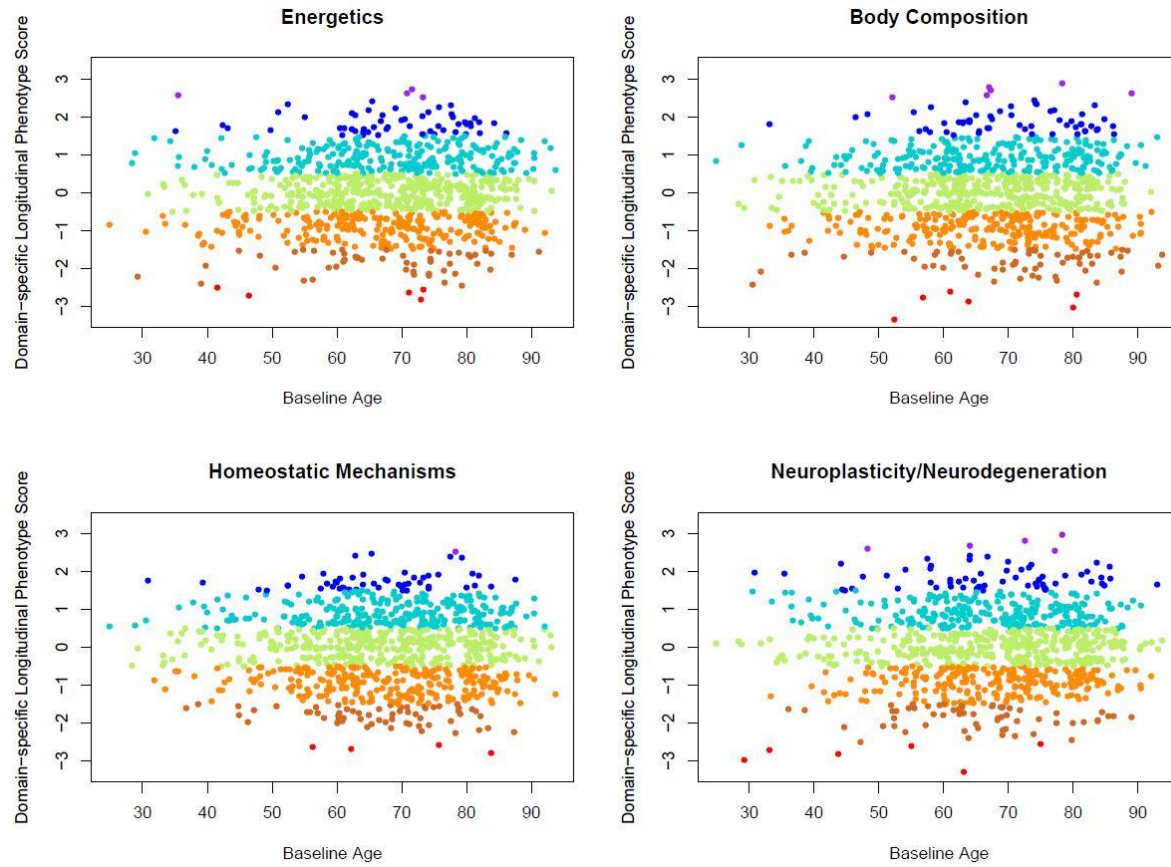 Energetics
Domain−specific Longitudinal Phenotype Score
3
2
1
0
−1
−2
−3
30 40 50 60 70 80 90
Baseline Age
Body Composition
Domain−specific Longitudinal Phenotype Score
3
2
1
0
−1
−2
−3
30 40 50 60 70 80 90
Baseline Age
Homeostatic Mechanisms
Domain−specific Longitudinal Phenotype Score
3
2
1
0
−1
−2
−3
30 40 50 60 70 80 90
Baseline Age
Neuroplasticity/Neurodegeneration
Domain−specific Longitudinal Phenotype Score
3
2
1
0
−1
−2
−3
30 40 50 60 70 80 90
Baseline Age